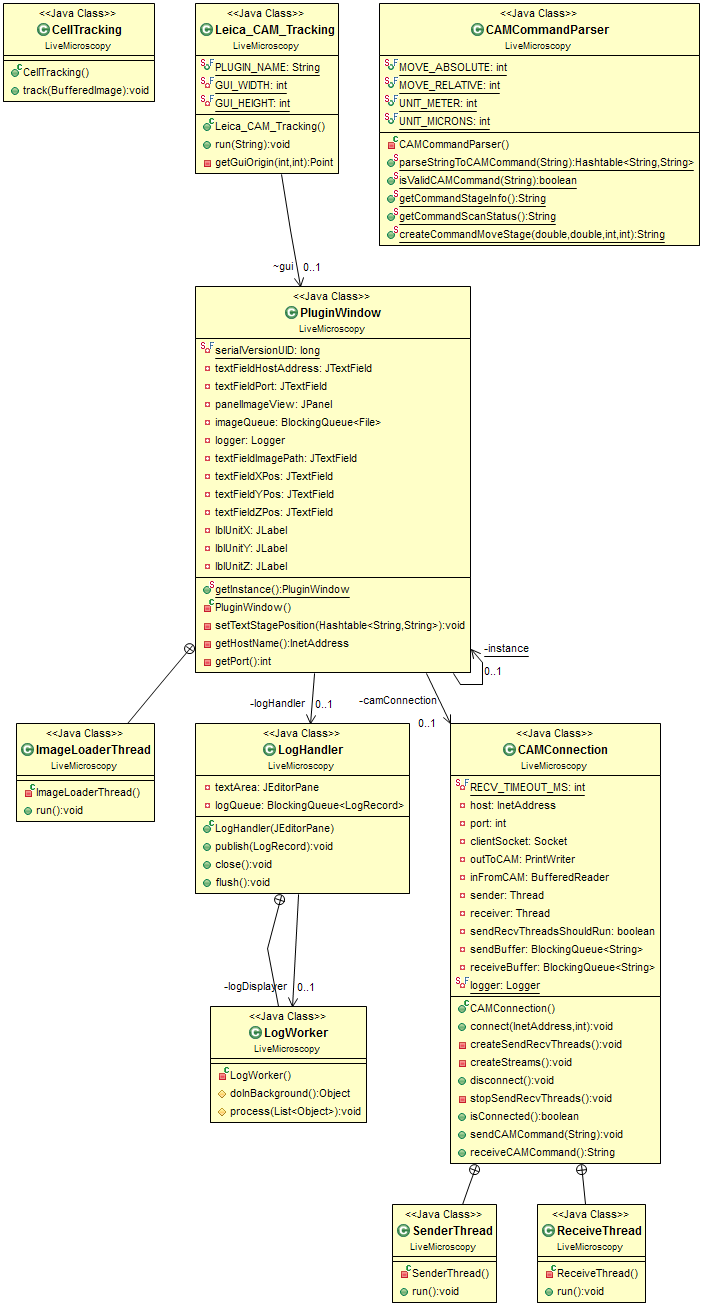 <<Java Class>>
CellTracking
LiveMicroscopy
CellTracking()
track(BufferedImage):void
<<Java Class>>
Leica_CAM_Tracking
LiveMicroscopy
PLUGIN_NAME: String
GUI_WIDTH: int
GUI_HEIGHT: int
Leica_CAM_Tracking()
run(String):void
getGuiOrigin(int,int):Point
<<Java Class>>
CAMCommandParser
LiveMicroscopy
MOVE_ABSOLUTE: int
MOVE_RELATIVE: int
UNIT_METER: int
UNIT_MICRONS: int
CAMCommandParser()
parseStringToCAMCommand(String):Hashtable<String,String>
isValidCAMCommand(String):boolean
getCommandStageInfo():String
getCommandScanStatus():String
createCommandMoveStage(double,double,int,int):String
~gui
0..1
<<Java Class>>
PluginWindow
LiveMicroscopy
serialVersionUID: long
textFieldHostAddress: JTextField
textFieldPort: JTextField
panelImageView: JPanel
imageQueue: BlockingQueue<File>
logger: Logger
textFieldImagePath: JTextField
textFieldXPos: JTextField
textFieldYPos: JTextField
textFieldZPos: JTextField
lblUnitX: JLabel
lblUnitY: JLabel
lblUnitZ: JLabel
getInstance():PluginWindow
PluginWindow()
setTextStagePosition(Hashtable<String,String>):void
getHostName():InetAddress
getPort():int
-instance
0..1
-logHandler
0..1
-camConnection
0..1
<<Java Class>>
ImageLoaderThread
LiveMicroscopy
ImageLoaderThread()
run():void
<<Java Class>>
LogHandler
LiveMicroscopy
textArea: JEditorPane
logQueue: BlockingQueue<LogRecord>
LogHandler(JEditorPane)
publish(LogRecord):void
close():void
flush():void
<<Java Class>>
CAMConnection
LiveMicroscopy
RECV_TIMEOUT_MS: int
host: InetAddress
port: int
clientSocket: Socket
outToCAM: PrintWriter
inFromCAM: BufferedReader
sender: Thread
receiver: Thread
sendRecvThreadsShouldRun: boolean
sendBuffer: BlockingQueue<String>
receiveBuffer: BlockingQueue<String>
logger: Logger
CAMConnection()
connect(InetAddress,int):void
createSendRecvThreads():void
createStreams():void
disconnect():void
stopSendRecvThreads():void
isConnected():boolean
sendCAMCommand(String):void
receiveCAMCommand():String
-logDisplayer
0..1
<<Java Class>>
LogWorker
LiveMicroscopy
LogWorker()
doInBackground():Object
process(List<Object>):void
<<Java Class>>
SenderThread
LiveMicroscopy
SenderThread()
run():void
<<Java Class>>
ReceiveThread
LiveMicroscopy
ReceiveThread()
run():void